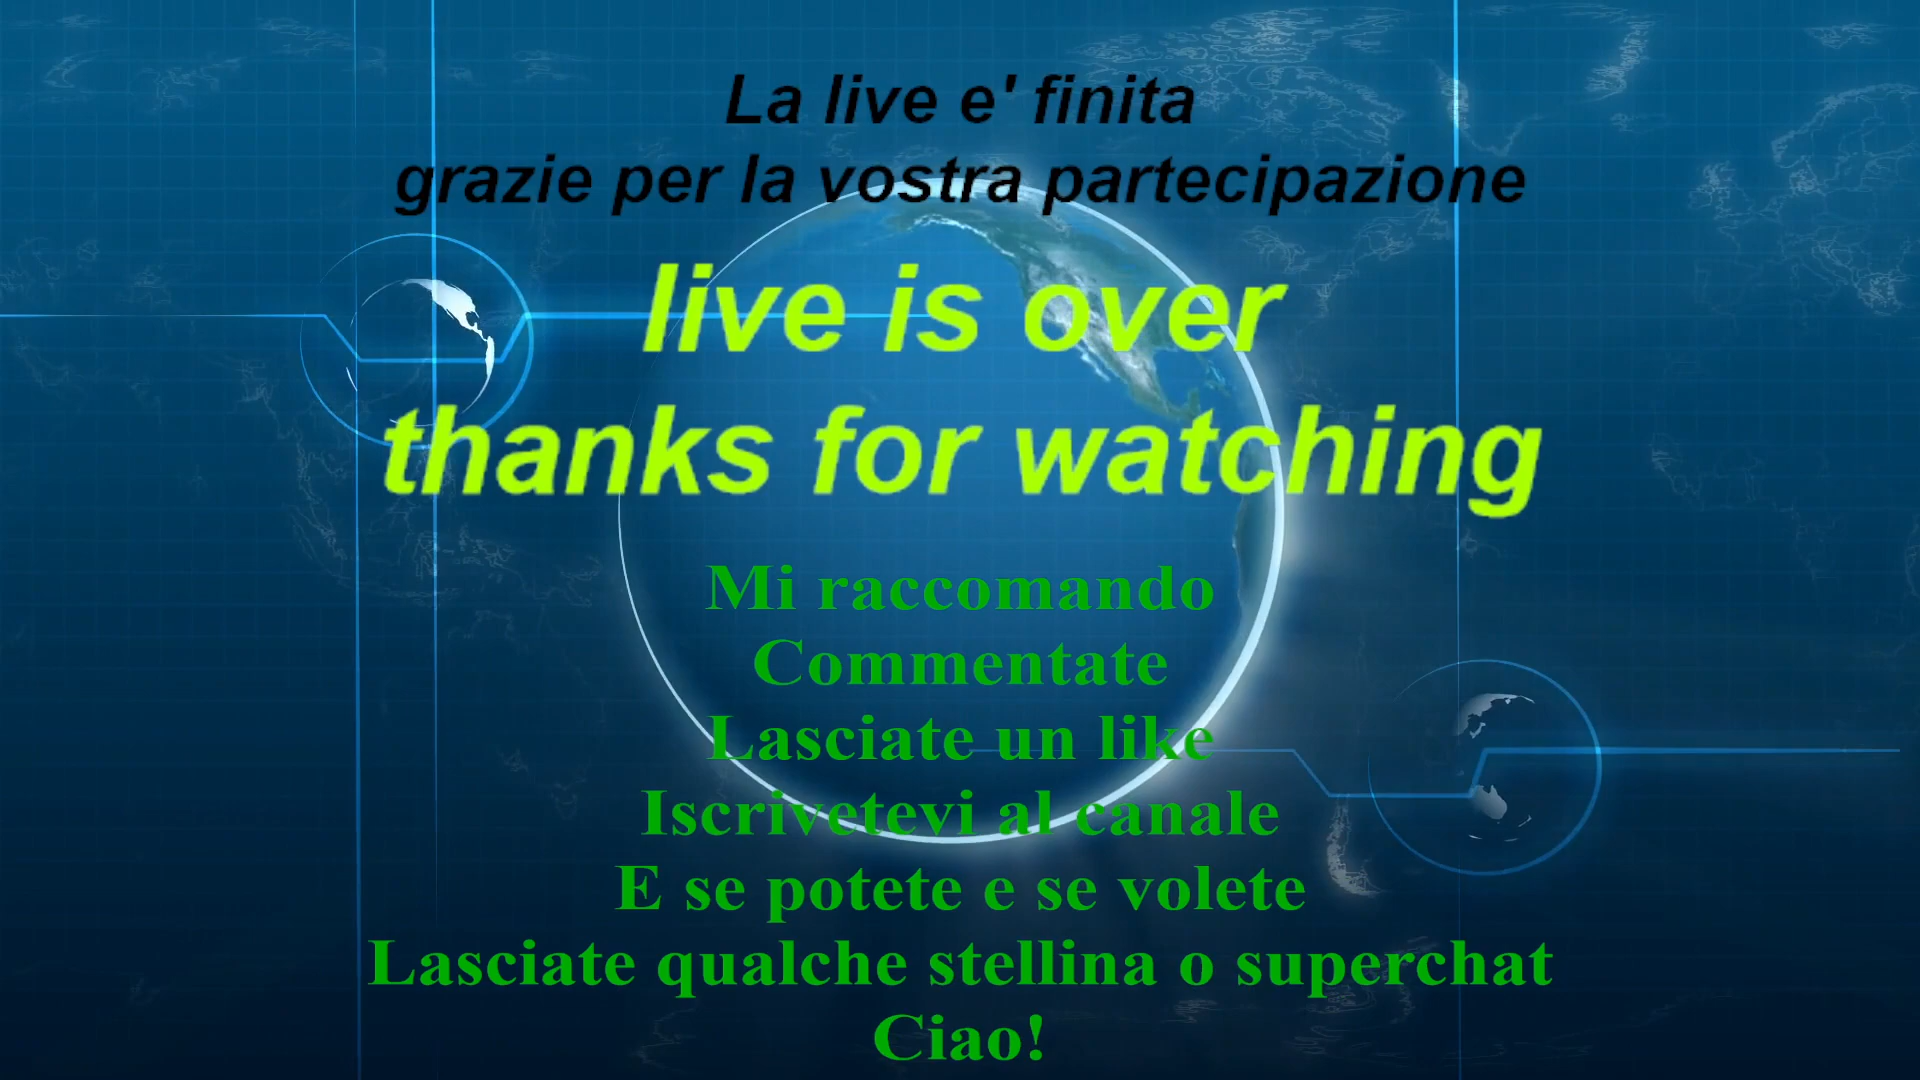 La live e' finita
grazie per la vostra partecipazione
live is over
thanks for watching
Mi raccomando
Commentate
Lasciate un like
Iscrivetevi al canale
E se potete e se volete
Lasciate qualche stellina o superchat
Ciao!